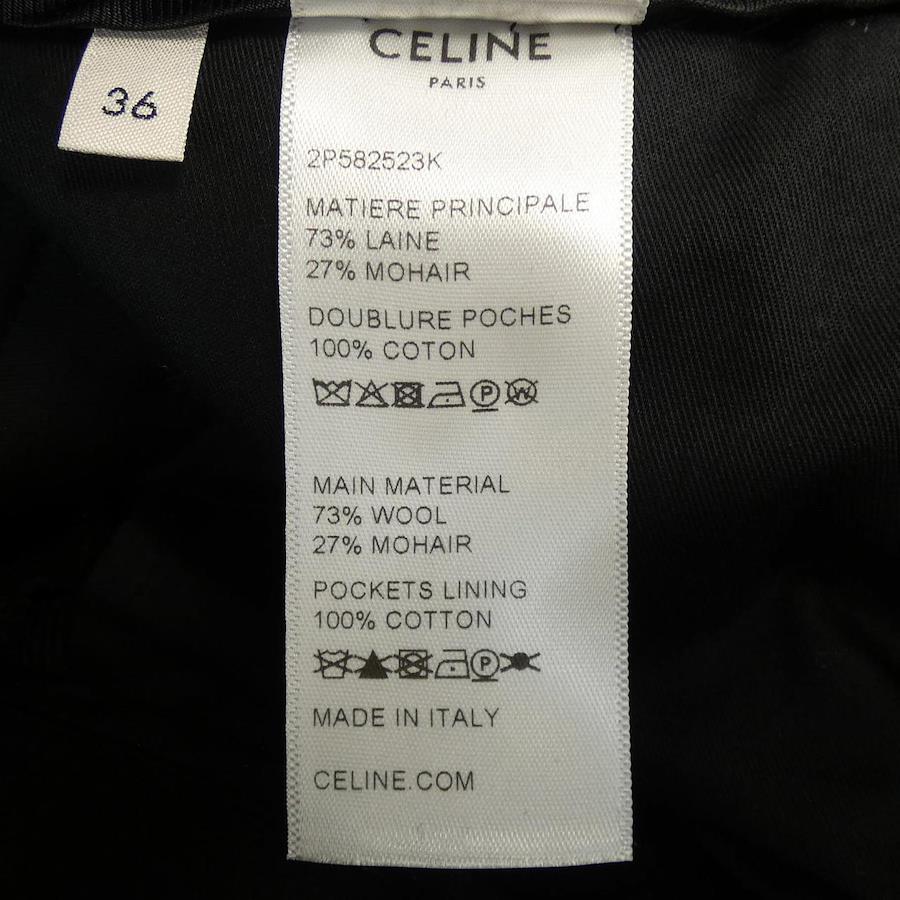 36
CELINE
PARIS
2P582523K
MATIERE PRINCIPALE
73% LAINE
27% MOHAIR
DOUBLURE POCHES
100% COTON
P W
MAIN MATERIAL
73% WOOL
27% MOHAIR
POCKETS LINING
100% COTTON
P
MADE IN ITALY
CELINE.COM